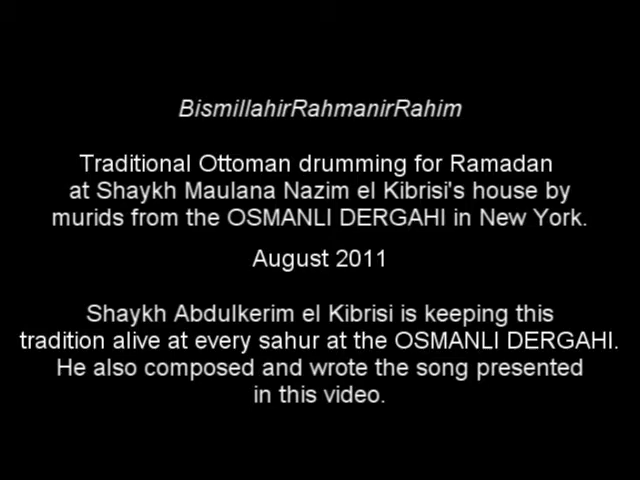 BismillahirRahmanirRahim
Traditional Ottoman drumming for Ramadan
at Shaykh Maulana Nazim el Kibrisi's house by
murids from the OSMANLI DERGAHI in New York.
August 2011
Shaykh Abdulkerim el Kibrisi is keeping this
tradition alive at every sahur at the OSMANLI DERGAHI.
He also composed and wrote the song presented
in this video.